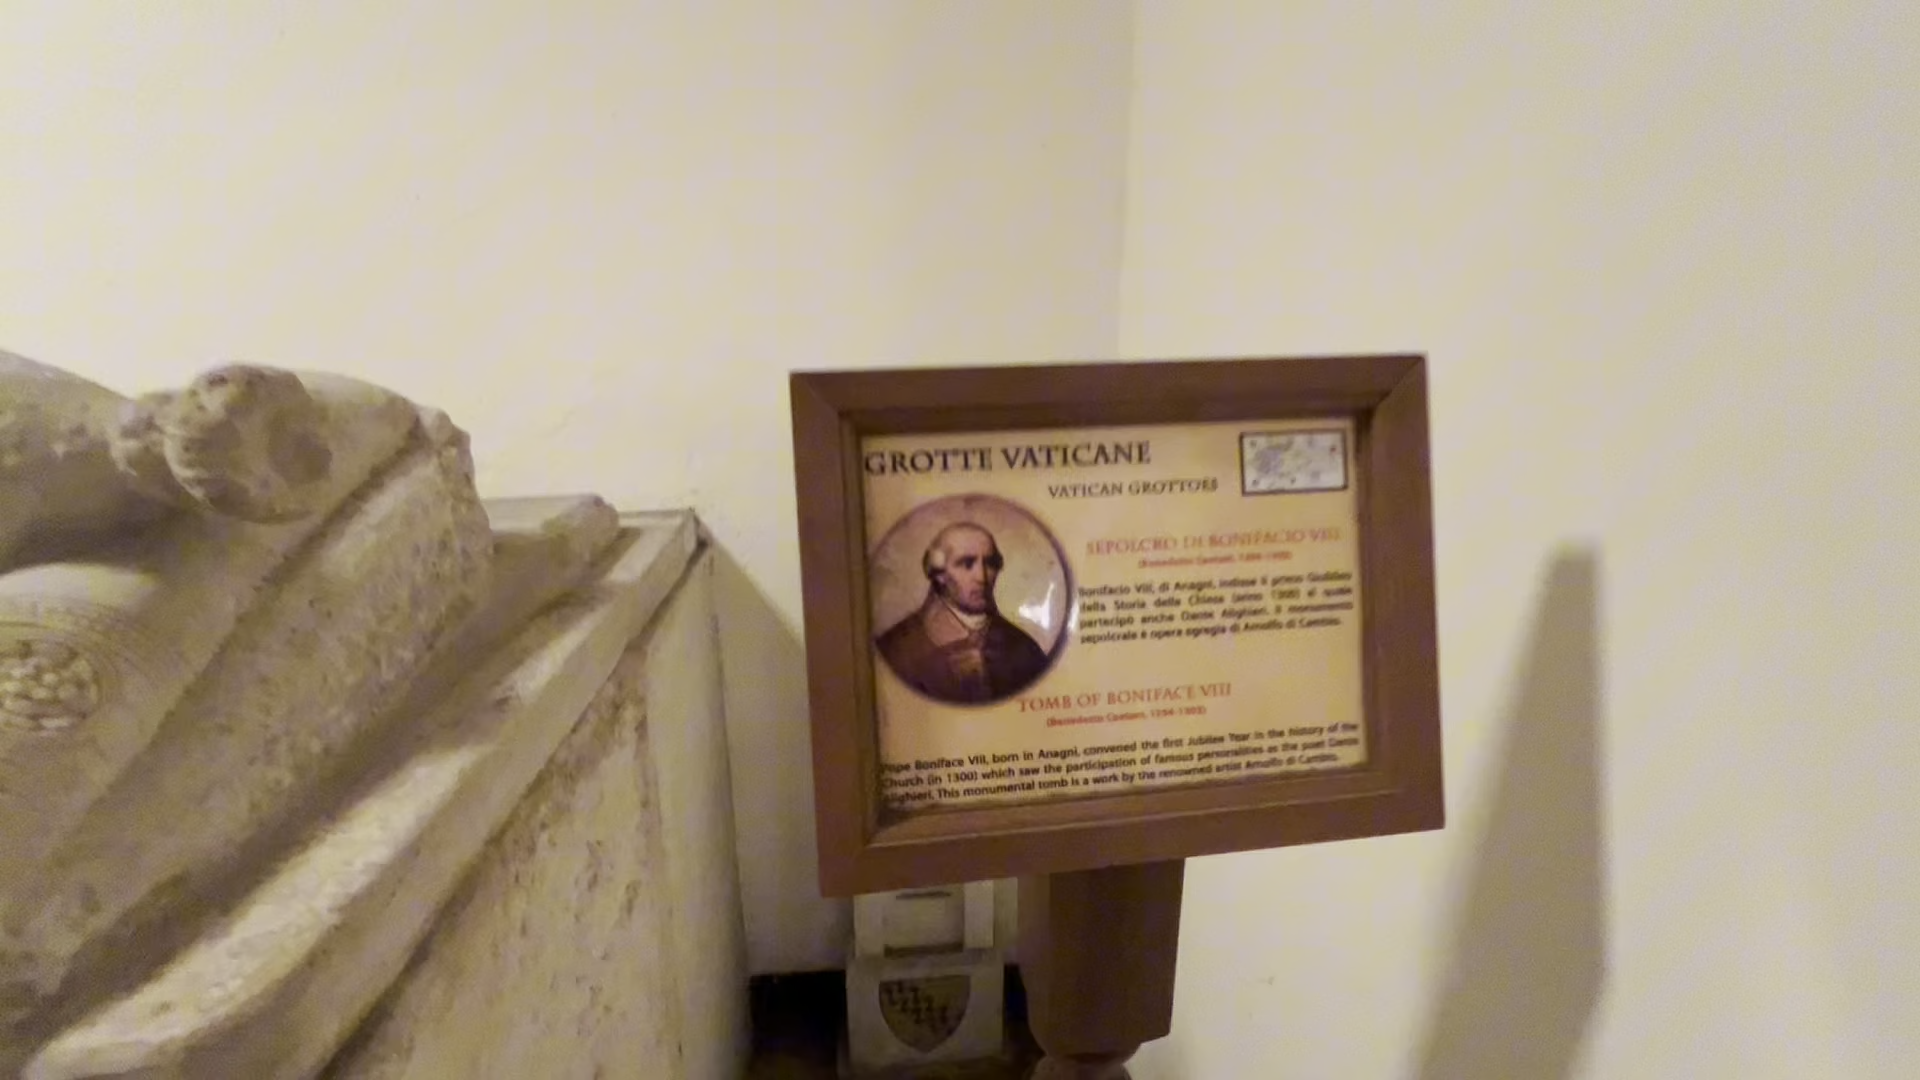 GROTTE VATICANE
VATICAN GROTTOES
SEPOLCRO DI BONIFACIO VIII
(Benedetto Caetani, 1294-1303)
Bonifacio VIII, di Anagni, indisse il primo Giubileo
della Storia della Chiesa (anno 1300) al quale
partecipò anche Dante Alighieri. Il monumento
sepolcrale è opera egregia di Arnolfo di Cambio.
TOMB OF BONIFACE VIII
(Benedetto Caetani, 1294-1303)
Pope Boniface VIII, born in Anagni, convened the first Jubilee Year in the history of the
Church (in 1300) which saw the participation of famous personalities as the poet Dante
Alighieri. This monumental tomb is a work by the renowned artist Arnolfo di Cambio.